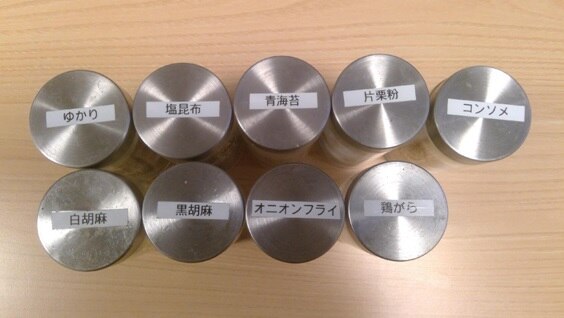 ゆかり
塩昆布
青海苔
片栗粉
コンソメ
白胡麻
黒胡麻
オニオンフライ
鶏がら